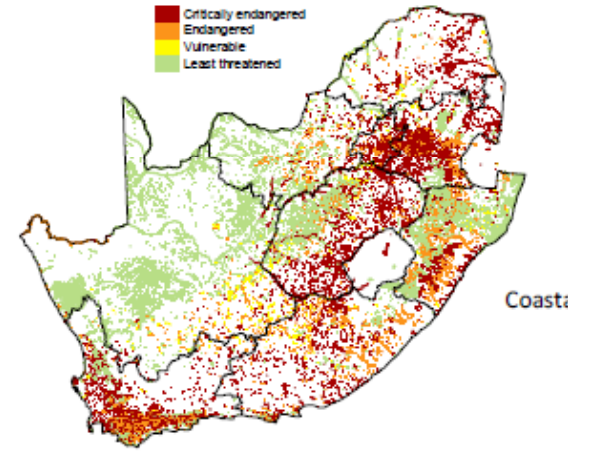 Critically endangered
Endangered
Vulnerable
Least threatened
Coasta